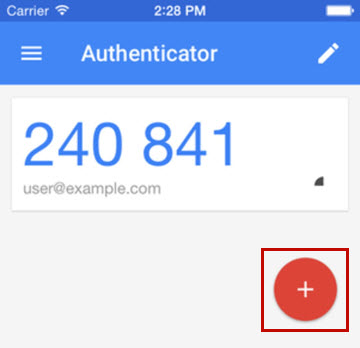 Carrier 2:28 PM
Authenticator
240 841
user@example.com
+